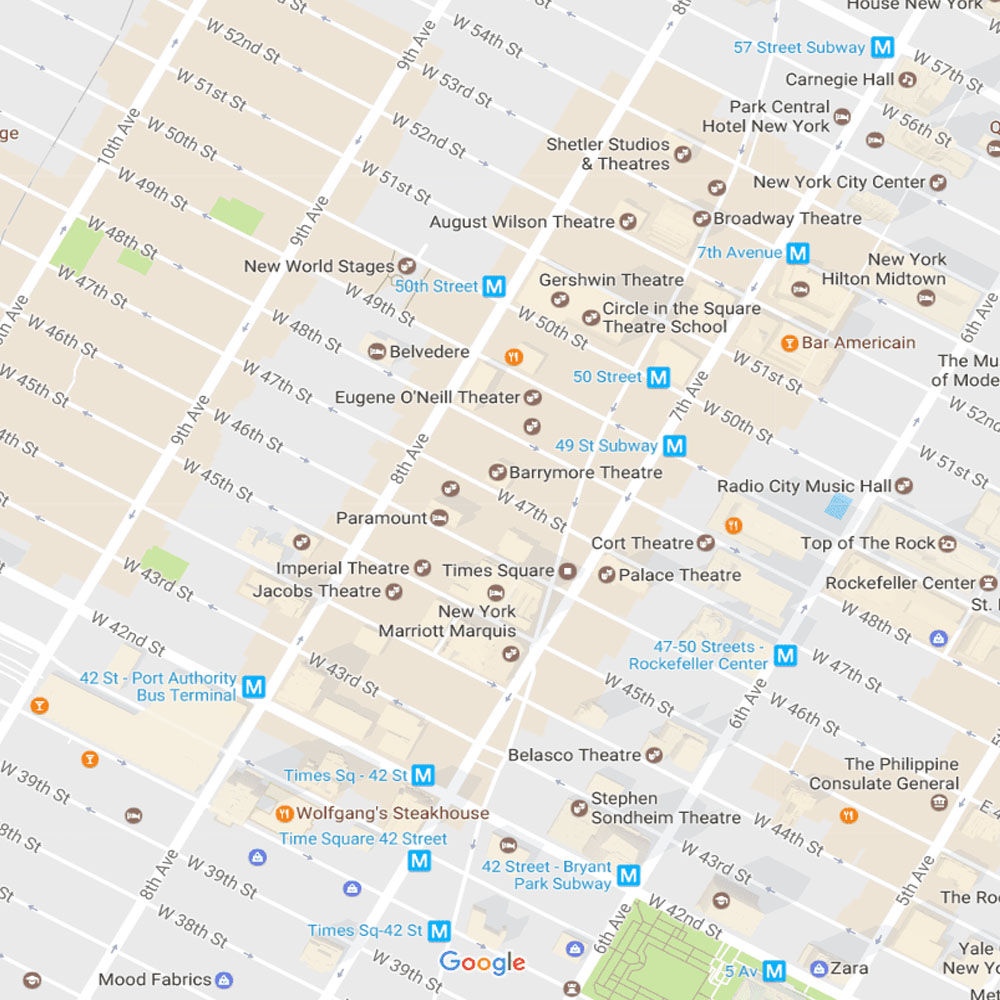 House New York
W 52nd St
9th Ave
W 54th St
8th
57 Street Subway
W 57th St
W 51st St
W 53rd St
Carnegie Hall
Park Central
Hotel New York
W 56th St
10th Ave
W 50th St
W 52nd St
Shetler Studios
& Theatres
W 49th St
W 51st St
New York City Center
9th Ave
August Wilson Theatre
Broadway Theatre
W 48th St
7th Avenue
New York
Hilton Midtown
New World Stages
50th Street
Gershwin Theatre
W 47th St
W 49th St
Circle in the Square
Theatre School
W 50th St
6th Ave
W 46th St
W 48th St
Belvedere
Bar Americain
The Mu
of Mode
W 45th St
W 47th St
50 Street
W 51st St
Eugene O'Neill Theater
7th Ave
W 50th St
9th Ave
W 46th St
8th Ave
49 St Subway
W 51st St
W 45th St
Barrymore Theatre
Radio City Music Hall
W 47th St
Paramount
Cort Theatre
Top of The Rock
W 43rd St
Imperial Theatre
Times Square
Palace Theatre
Rockefeller Center
Jacobs Theatre
New York
Marriott Marquis
W 48th St
W 42nd St
47-50 Streets -
Rockefeller Center
W 47th St
42 St - Port Authority
Bus Terminal
W 43rd St
W 45th St
6th Ave
W 46th St
Belasco Theatre
The Philippine
Consulate General
Times Sq - 42 St
W 39th St
Stephen
Sondheim Theatre
Wolfgang's Steakhouse
W 44th St
Time Square 42 Street
W 43rd St
8th Ave
W 39th St
42 Street - Bryant
Park Subway
5th Ave
W 38th St
W 42nd St
Times Sq-42 St
6th Ave
W 39th St
Google
5 Av
Zara
Yale
New Yo
Mood Fabrics